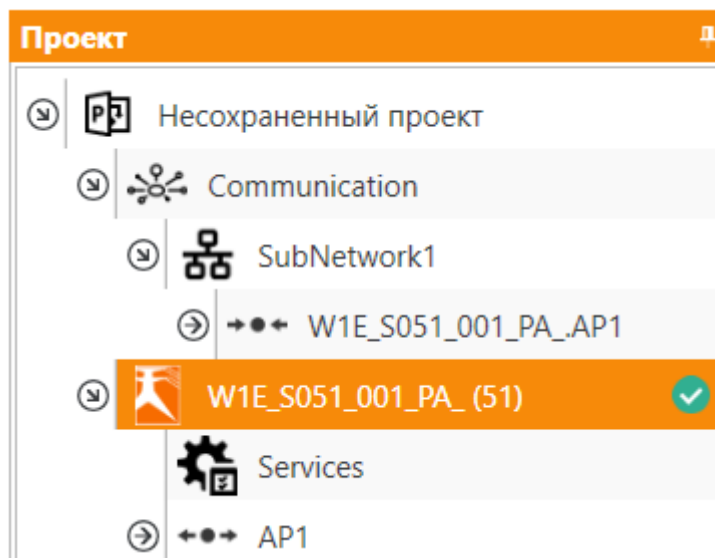 Проект
Несохраненный проект
Communication
SubNetwork1
W1E_S051_001_PA_.AP1
W1E_S051_001_PA_ (51)
Services
AP1